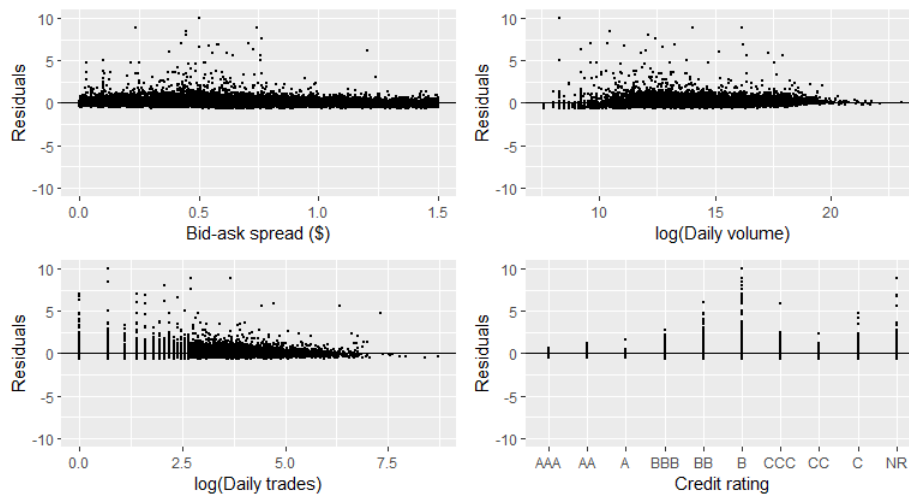 10
5
0
-5
-10
Residuals
0.0 0.5 1.0 1.5
Bid-ask spread ($)
10
5
0
-5
-10
Residuals
10 15 20
log(Daily volume)
10
5
0
-5
-10
Residuals
0.0 2.5 5.0 7.5
log(Daily trades)
10
5
0
-5
-10
Residuals
AAA AA A BBB BB B CCC CC C NR
Credit rating